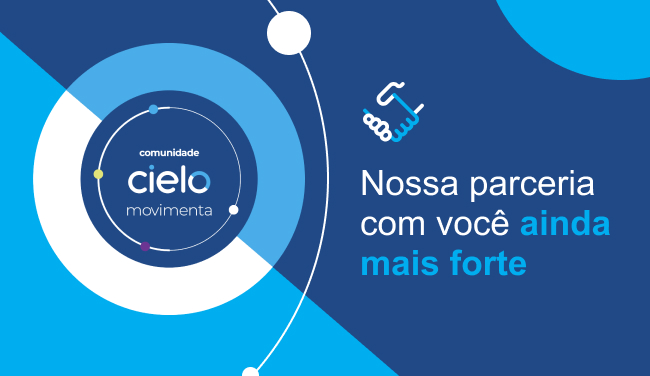 comunidade
cielo
movimenta
Nossa parceria
com você ainda
mais forte